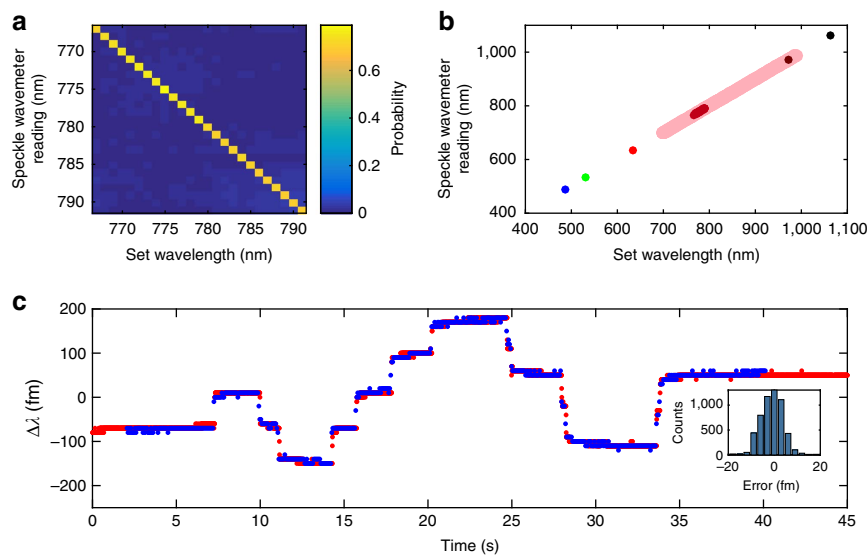 a
Speckle wavemeter
reading (nm)
770
775
780
785
790
770 775 780 785 790
Set wavelength (nm)
0.6
0.4
0.2
0
Probability
b
Speckle wavemeter
reading (nm)
1,000
800
600
400
400 500 600 700 800 900 1,000 1,100
Set wavelength (nm)
c
Δλ (fm)
200
100
0
−100
−200
0 5 10 15 20 25 30 35 40 45
Time (s)
Counts
1,000
500
0
−20 0 20
Error (fm)